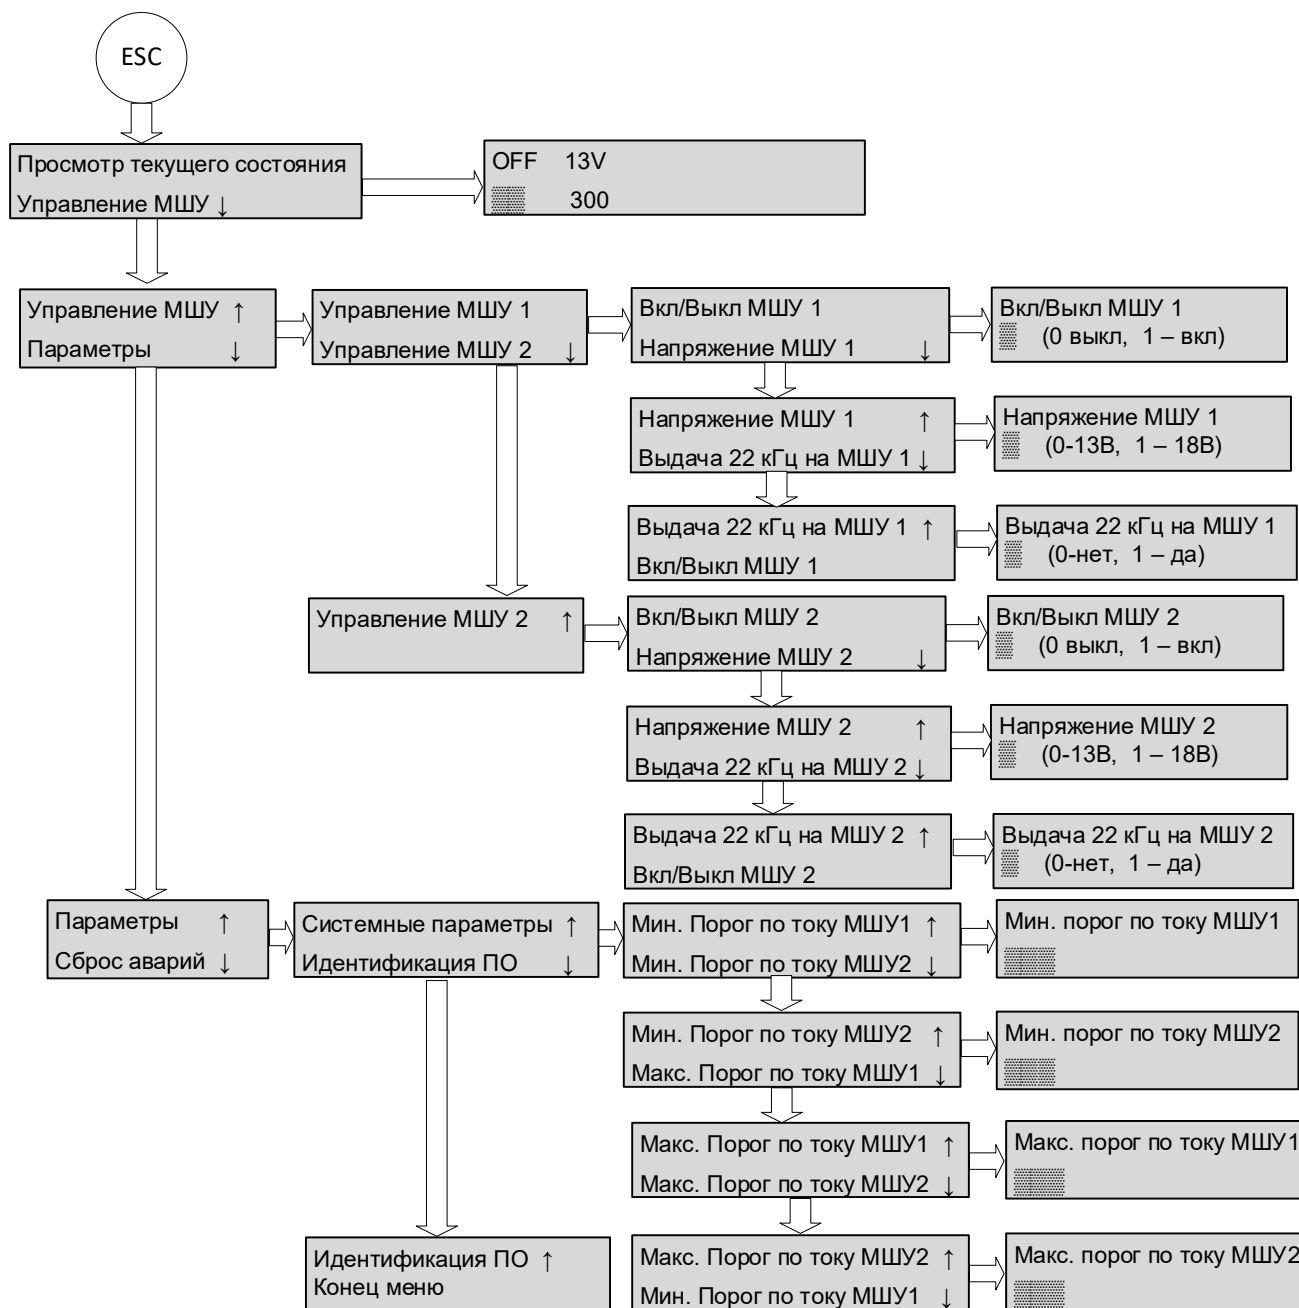 ESC
Просмотр текущего состояния
Управление МШУ ↓
OFF 13V
300
Управление МШУ ↑
Параметры ↓
Управление МШУ 1
Управление МШУ 2 ↓
Вкл/Выкл МШУ 1
Напряжение МШУ 1 ↓
Вкл/Выкл МШУ 1
(0 выкл, 1 – вкл)
Напряжение МШУ 1 ↑
Выдача 22 кГц на МШУ 1 ↓
Напряжение МШУ 1
(0-13В, 1 – 18В)
Выдача 22 кГц на МШУ 1 ↑
Вкл/Выкл МШУ 1
Выдача 22 кГц на МШУ 1
(0-нет, 1 – да)
Управление МШУ 2 ↑
Вкл/Выкл МШУ 2
Напряжение МШУ 2 ↓
Вкл/Выкл МШУ 2
(0 выкл, 1 – вкл)
Напряжение МШУ 2 ↑
Выдача 22 кГц на МШУ 2 ↓
Напряжение МШУ 2
(0-13В, 1 – 18В)
Выдача 22 кГц на МШУ 2 ↑
Вкл/Выкл МШУ 2
Выдача 22 кГц на МШУ 2
(0-нет, 1 – да)
Параметры ↑
Сброс аварий ↓
Системные параметры ↑
Идентификация ПО ↓
Мин. Порог по току МШУ1 ↑
Мин. Порог по току МШУ2 ↓
Мин. порог по току МШУ1
Мин. Порог по току МШУ2 ↑
Макс. Порог по току МШУ1 ↓
Мин. порог по току МШУ2
Макс. Порог по току МШУ1 ↑
Макс. Порог по току МШУ2 ↓
Макс. порог по току МШУ1
Идентификация ПО ↑
Конец меню
Макс. Порог по току МШУ2 ↑
Мин. Порог по току МШУ1 ↓
Макс. порог по току МШУ2